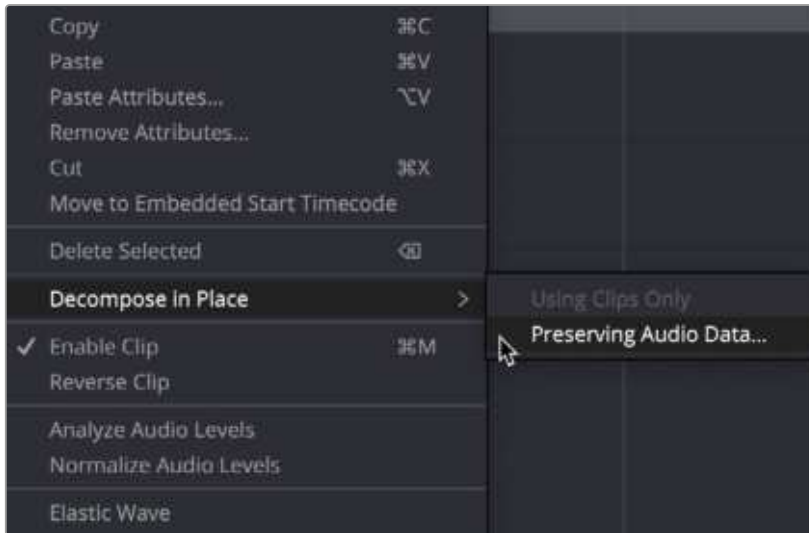 Copy ⌘C
Paste ⌘V
Paste Attributes... ⌥V
Remove Attributes...
Cut ⌘X
Move to Embedded Start Timecode
Delete Selected ⌫
Decompose in Place >
Using Clips Only
Preserving Audio Data...
✓ Enable Clip ⌘M
Reverse Clip
Analyze Audio Levels
Normalize Audio Levels
Elastic Wave